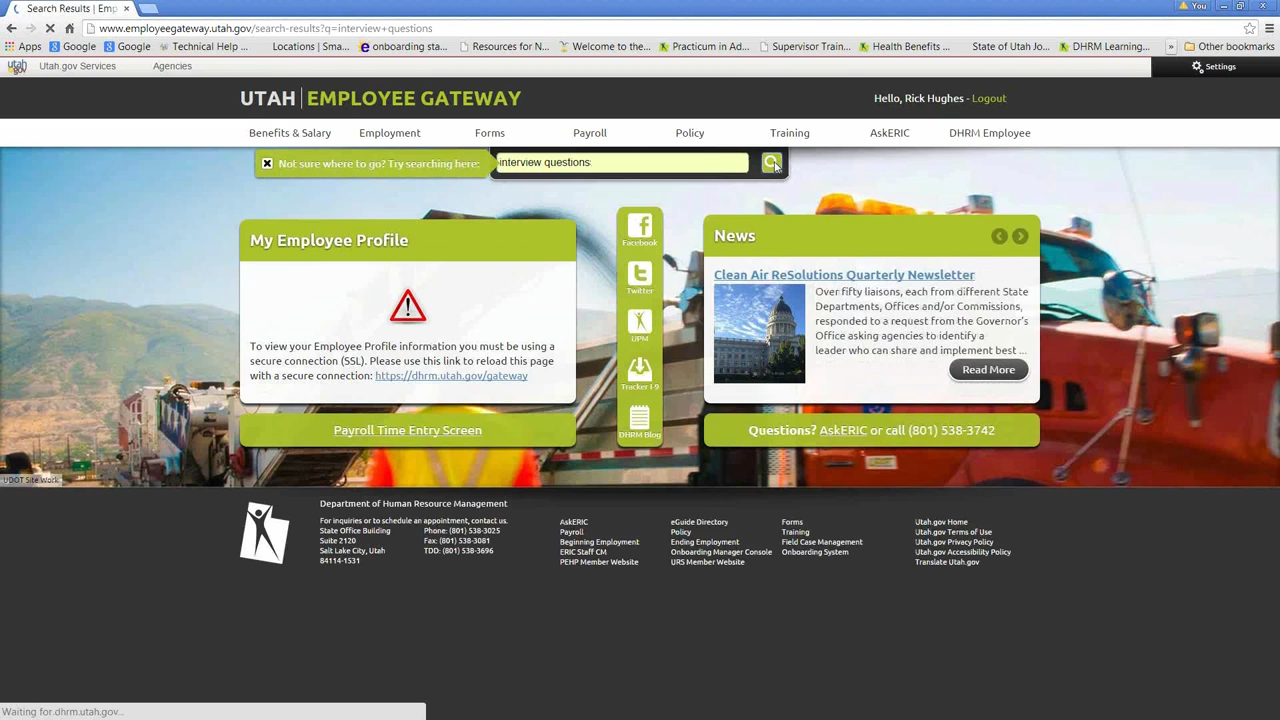 Search Results | Emp
You
www.employeegateway.utah.gov/search-results?q=interview+questions
Apps Google Google Technical Help ... Locations | Sma... onboarding sta... Resources for N... Welcome to the... Practicum in Ad... Supervisor Train... Health Benefits ... State of Utah Jo... DHRM Learning... » Other bookmarks
utah gov Utah.gov Services Agencies Settings
UTAH EMPLOYEE GATEWAY Hello, Rick Hughes - Logout
Benefits & Salary Employment Forms Payroll Policy Training AskERIC DHRM Employee
Not sure where to go? Try searching here: interview questions
My Employee Profile
To view your Employee Profile information you must be using a
secure connection (SSL). Please use this link to reload this page
with a secure connection: https://dhrm.utah.gov/gateway
Payroll Time Entry Screen
Facebook
Twitter
UPM
Tracker I-9
DHRM Blog
News
Clean Air ReSolutions Quarterly Newsletter
Over fifty liaisons, each from different State
Departments, Offices and/or Commissions,
responded to a request from the Governor's
Office asking agencies to identify a
leader who can share and implement best ...
Read More
Questions? AskERIC or call (801) 538-3742
UDOT Site Work
Department of Human Resource Management
For inquiries or to schedule an appointment, contact us.
State Office Building Phone: (801) 538-3025
Suite 2120 Fax: (801) 538-3081
Salt Lake City, Utah TDD: (801) 538-3696
84114-1531
AskERIC eGuide Directory Forms Utah.gov Home
Payroll Policy Training Utah.gov Terms of Use
Beginning Employment Ending Employment Field Case Management Utah.gov Privacy Policy
ERIC Staff CM Onboarding Manager Console Onboarding System Utah.gov Accessibility Policy
PEHP Member Website URS Member Website Translate Utah.gov
Waiting for dhrm.utah.gov...